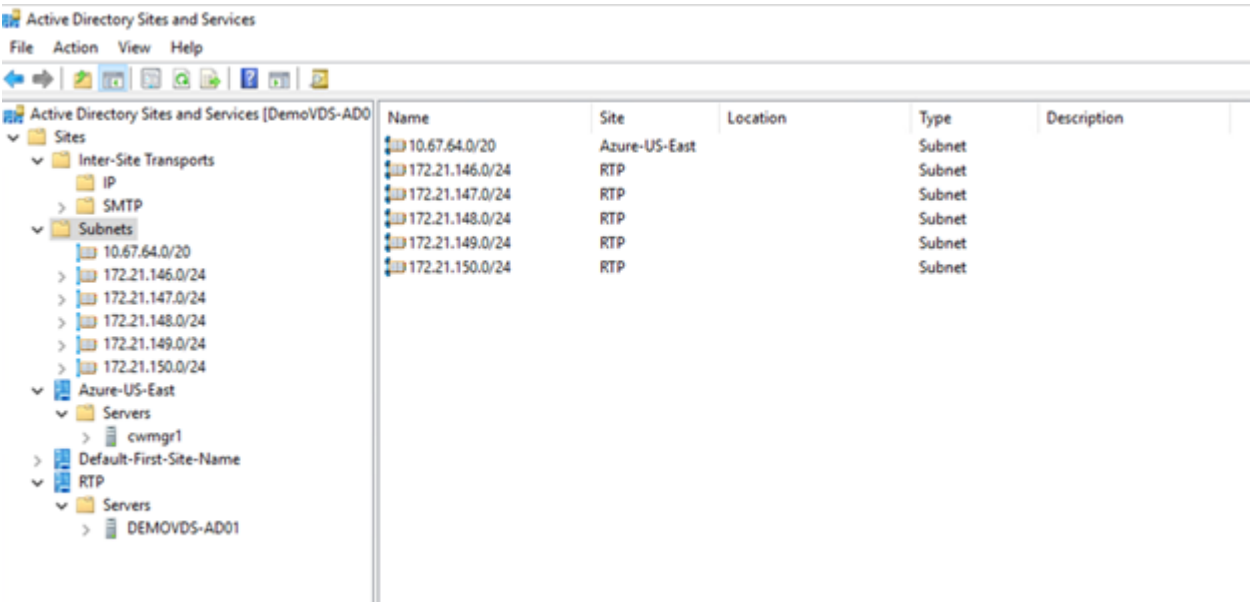 Active Directory Sites and Services
File Action View Help
Active Directory Sites and Services [DemoVDS-AD0
Sites
Inter-Site Transports
IP
SMTP
Subnets
10.67.64.0/20
172.21.146.0/24
172.21.147.0/24
172.21.148.0/24
172.21.149.0/24
172.21.150.0/24
Azure-US-East
Servers
cwmgr1
Default-First-Site-Name
RTP
Servers
DEMOVDS-AD01
Name Site Location Type Description
10.67.64.0/20 Azure-US-East Subnet
172.21.146.0/24 RTP Subnet
172.21.147.0/24 RTP Subnet
172.21.148.0/24 RTP Subnet
172.21.149.0/24 RTP Subnet
172.21.150.0/24 RTP Subnet